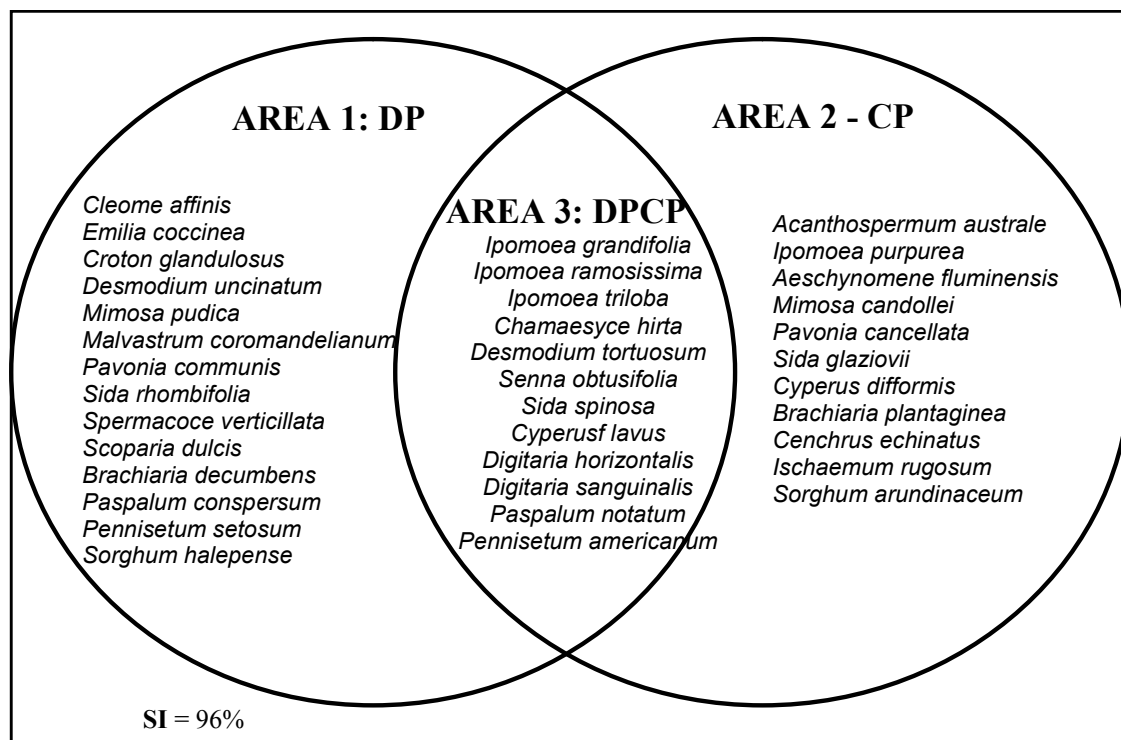 AREA 1: DP
Cleome affinis
Emilia coccinea
Croton glandulosus
Desmodium uncinatum
Mimosa pudica
Malvastrum coromandelianum
Pavonia communis
Sida rhombifolia
Spermacoce verticillata
Scoparia dulcis
Brachiaria decumbens
Paspalum conspersum
Pennisetum setosum
Sorghum halepense
AREA 3: DPCP
Ipomoea grandifolia
Ipomoea ramosissima
Ipomoea triloba
Chamaesyce hirta
Desmodium tortuosum
Senna obtusifolia
Sida spinosa
Cyperusf lavus
Digitaria horizontalis
Digitaria sanguinalis
Paspalum notatum
Pennisetum americanum
AREA 2 - CP
Acanthospermum australe
Ipomoea purpurea
Aeschynomene fluminensis
Mimosa candollei
Pavonia cancellata
Sida glaziovii
Cyperus difformis
Brachiaria plantaginea
Cenchrus echinatus
Ischaemum rugosum
Sorghum arundinaceum
SI = 96%